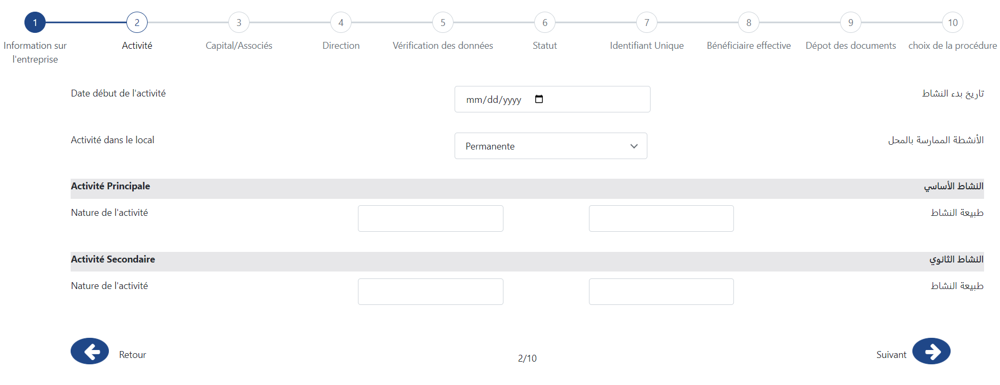 1 2 3 4 5 6 7 8 9 10
Information sur Activité Capital/Associés Direction Vérification des données Statut Identifiant Unique Bénéficiaire effective Dépot des documents choix de la procédure
l'entreprise
Date début de l'activité mm/dd/yyyy تاريخ بدء النشاط
Activité dans le local Permanente الأنشطة الممارسة بالمحل
Activité Principale النشاط الأساسي
Nature de l'activité طبيعة النشاط
Activité Secondaire النشاط الثانوي
Nature de l'activité طبيعة النشاط
Retour 2/10 Suivant